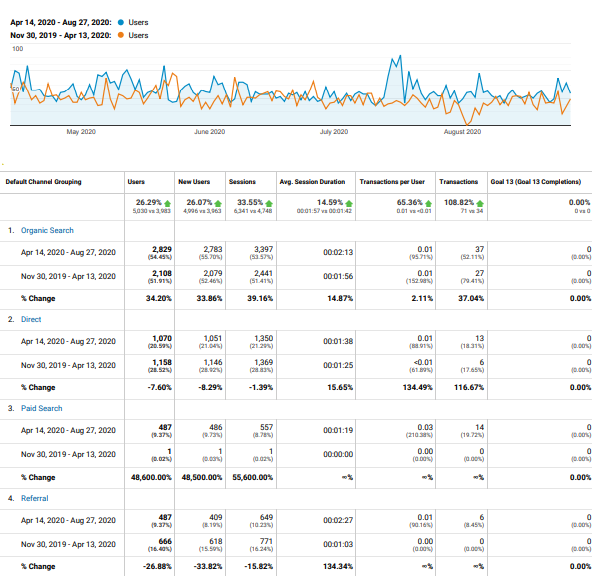 Apr 14, 2020 - Aug 27, 2020: Users
Nov 30, 2019 - Apr 13, 2020: Users
100
50
May 2020 June 2020 July 2020 August 2020
Default Channel Grouping Users New Users Sessions Avg. Session Duration Transactions per User Transactions Goal 13 (Goal 13 Completions)
26.29% 26.07% 33.55% 14.59% 65.36% 108.82% 0.00%
5,030 vs 3,983 4,996 vs 3,963 6,341 vs 4,748 00:01:57 vs 00:01:42 0.01 vs <0.01 71 vs 34 0 vs 0
1. Organic Search
Apr 14, 2020 - Aug 27, 2020 2,829 2,783 3,397 00:02:13 0.01 37 0
(54.45%) (55.70%) (53.57%) (95.71%) (52.11%) (0.00%)
Nov 30, 2019 - Apr 13, 2020 2,108 2,079 2,441 00:01:56 0.01 27 0
(51.91%) (52.46%) (51.41%) (152.98%) (79.41%) (0.00%)
% Change 34.20% 33.86% 39.16% 14.87% 2.11% 37.04% 0.00%
2. Direct
Apr 14, 2020 - Aug 27, 2020 1,070 1,051 1,350 00:01:38 0.01 13 0
(20.59%) (21.04%) (21.29%) (88.91%) (18.31%) (0.00%)
Nov 30, 2019 - Apr 13, 2020 1,158 1,146 1,369 00:01:25 <0.01 6 0
(28.52%) (28.92%) (28.83%) (61.89%) (17.65%) (0.00%)
% Change -7.60% -8.29% -1.39% 15.65% 134.49% 116.67% 0.00%
3. Paid Search
Apr 14, 2020 - Aug 27, 2020 487 486 557 00:01:19 0.03 14 0
(9.37%) (9.73%) (8.78%) (210.38%) (19.72%) (0.00%)
Nov 30, 2019 - Apr 13, 2020 1 1 1 00:00:00 0.00 0 0
(0.02%) (0.03%) (0.02%) (0.00%) (0.00%) (0.00%)
% Change 48,600.00% 48,500.00% 55,600.00% ∞% ∞% ∞% 0.00%
4. Referral
Apr 14, 2020 - Aug 27, 2020 487 409 649 00:02:27 0.01 6 0
(9.37%) (8.19%) (10.23%) (90.16%) (8.45%) (0.00%)
Nov 30, 2019 - Apr 13, 2020 666 618 771 00:01:03 0.00 0 0
(16.40%) (15.59%) (16.24%) (0.00%) (0.00%) (0.00%)
% Change -26.88% -33.82% -15.82% 134.34% ∞% ∞% 0.00%